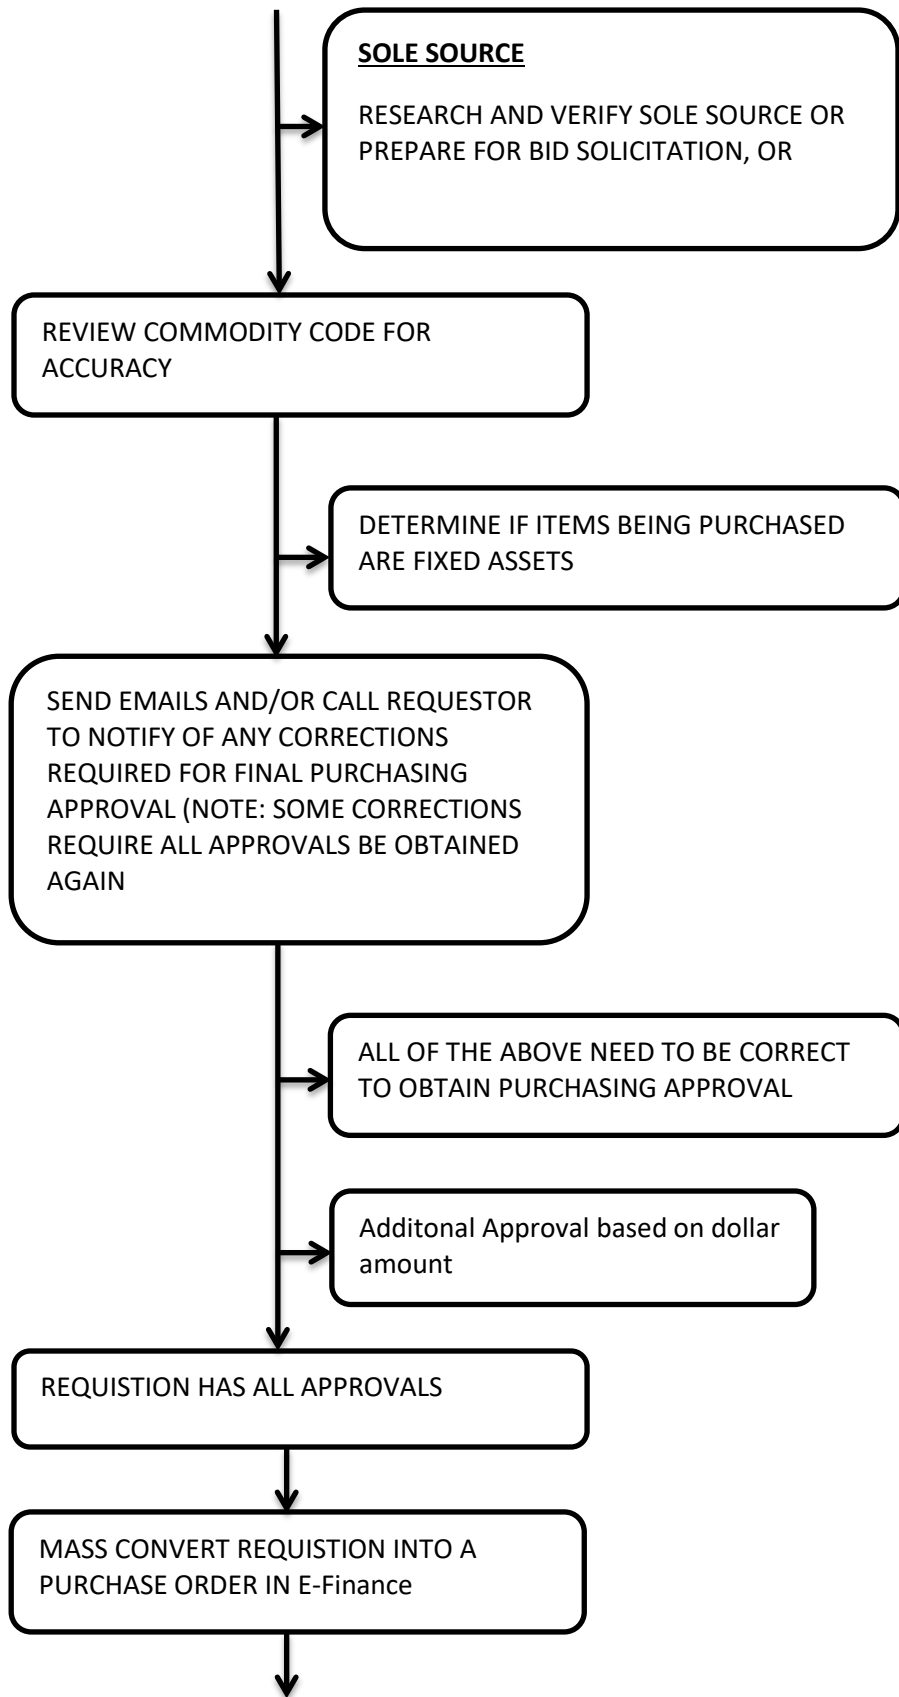 SOLE SOURCE
RESEARCH AND VERIFY SOLE SOURCE OR
PREPARE FOR BID SOLICITATION, OR
REVIEW COMMODITY CODE FOR
ACCURACY
DETERMINE IF ITEMS BEING PURCHASED
ARE FIXED ASSETS
SEND EMAILS AND/OR CALL REQUESTOR
TO NOTIFY OF ANY CORRECTIONS
REQUIRED FOR FINAL PURCHASING
APPROVAL (NOTE: SOME CORRECTIONS
REQUIRE ALL APPROVALS BE OBTAINED
AGAIN
ALL OF THE ABOVE NEED TO BE CORRECT
TO OBTAIN PURCHASING APPROVAL
Additonal Approval based on dollar
amount
REQUISTION HAS ALL APPROVALS
MASS CONVERT REQUISTION INTO A
PURCHASE ORDER IN E-Finance